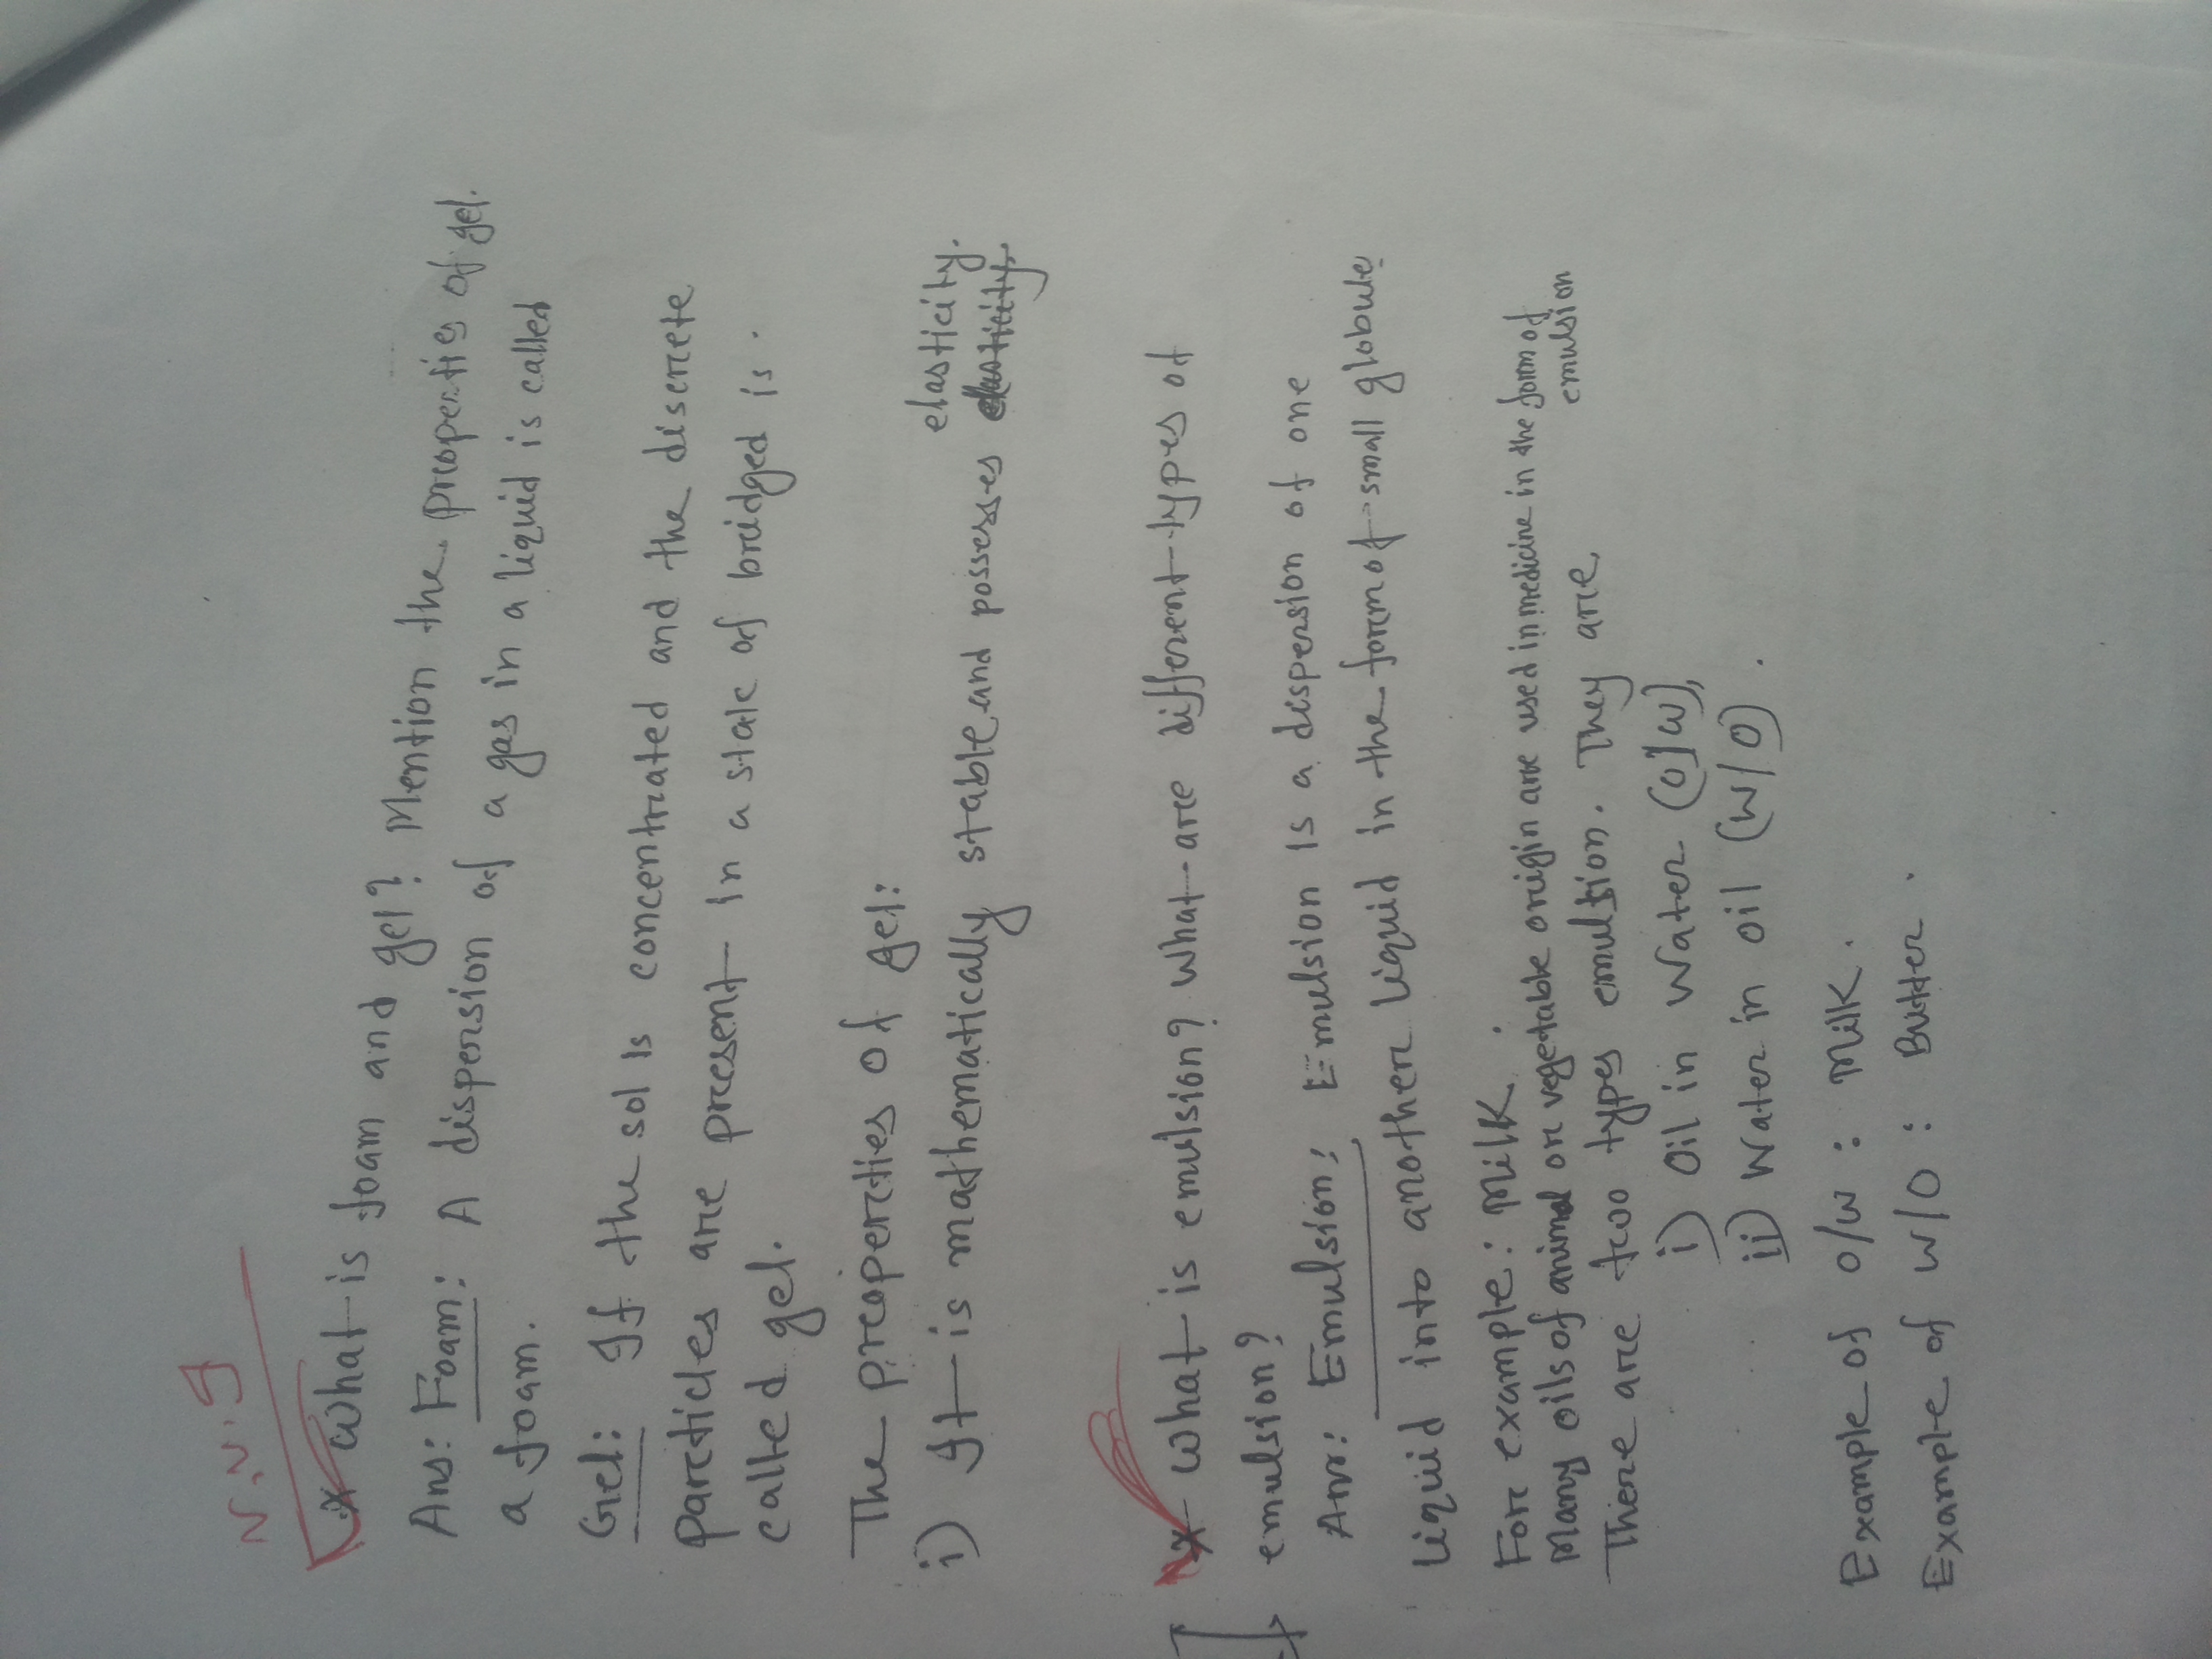 N.V.I
* What is foam and gel? Mention the properties of gel.
Ans: Foam: A dispersion of a gas in a liquid is called
a foam.
Gel: If the sol is concentrated and the discrete
particles are present in a state of bridged is.
called gel.
The properties of gel:
elasticity.
i) It is mathematically stable and possesses elasticity.
* What is emulsion? What are different types of
emulsion?
Ans: Emulsion: Emulsion is a despersion of one
liquid into another liquid in the form of small globule.
For example: Milk.
Many oils of animal or vegetable origin are used in medicine in the form of
emulsion
There are two types emulsion. They are
i) Oil in water (O/W),
ii) Water in oil (W/O).
Example of O/W : Milk.
Example of W/O : Butter.